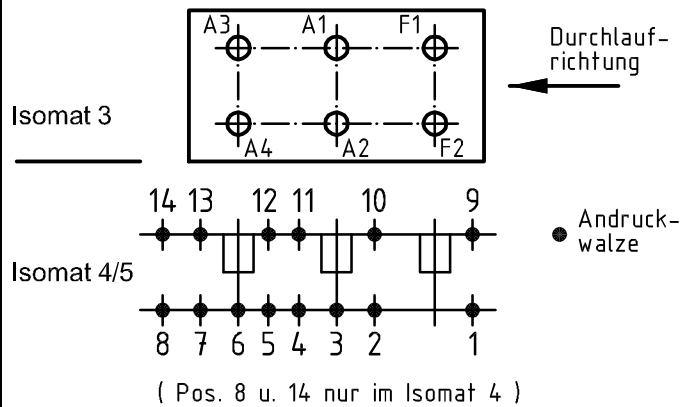 A3 A1 F1
Durchlauf-
richtung
Isomat 3
A4 A2 F2
14 13 12 11 10 9
Andruck-
walze
Isomat 4/5
8 7 6 5 4 3 2 1
( Pos. 8 u. 14 nur im Isomat 4 )